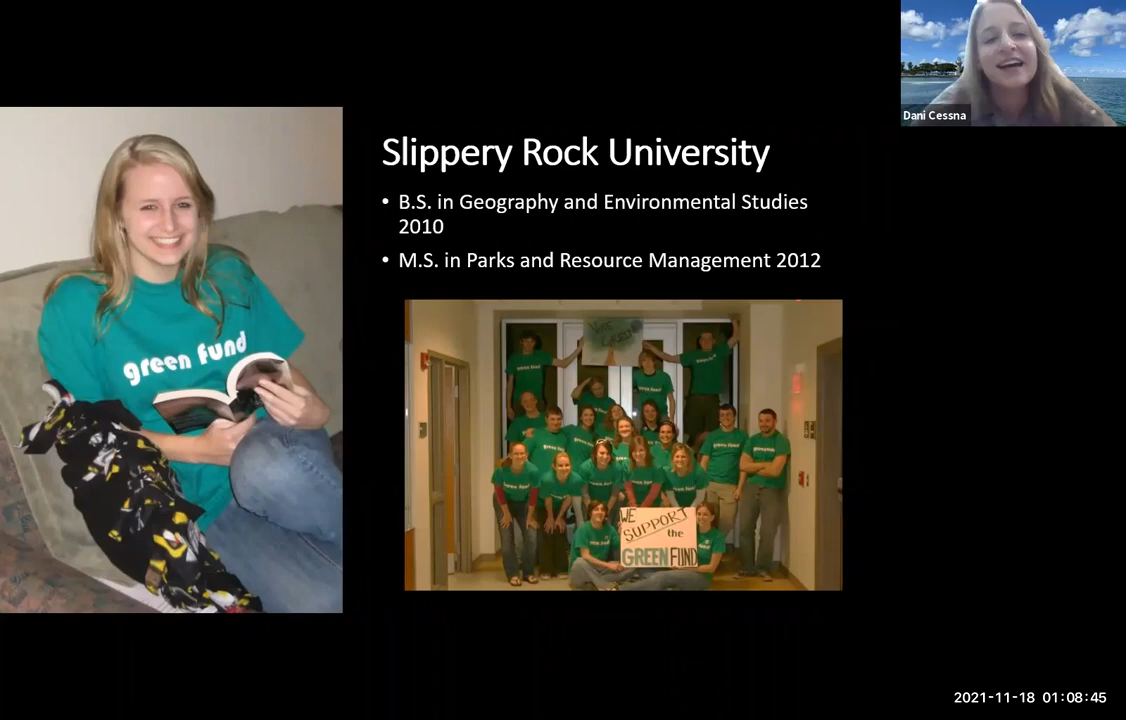 Dani Cessna
Slippery Rock University
• B.S. in Geography and Environmental Studies
2010
• M.S. in Parks and Resource Management 2012
green fund
WE
SUPPORT
the
GREEN FUND
2021-11-18 01:08:45